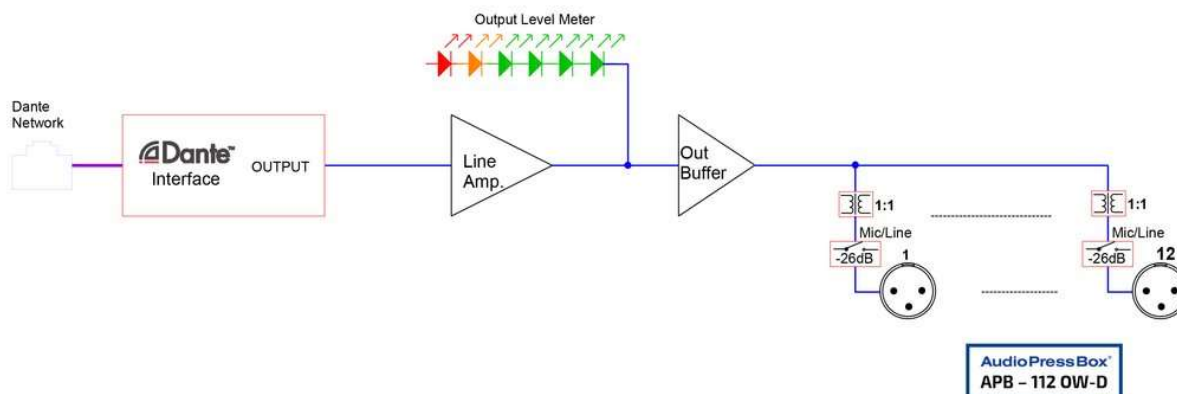 Output Level Meter
Dante
Network
Dante™
Interface
OUTPUT
Line
Amp.
Out
Buffer
1:1
1:1
Mic/Line
-26dB
1
Mic/Line
-26dB
12
AudioPressBox®
APB – 112 OW-D